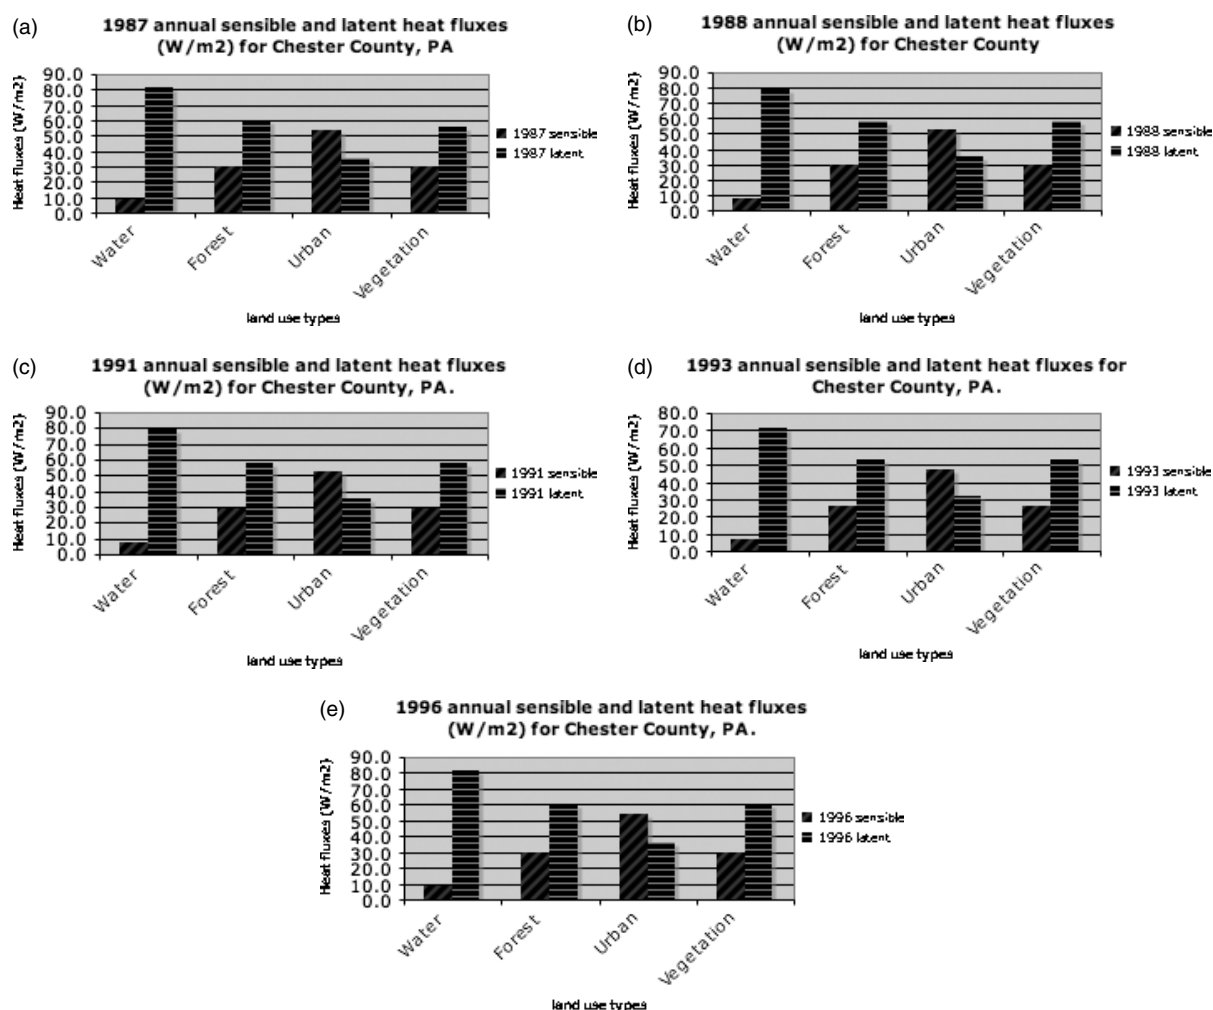 (a)
1987 annual sensible and latent heat fluxes
(W/m2) for Chester County, PA
Heat fluxes (W/m2)
90.0
80.0
70.0
60.0
50.0
40.0
30.0
20.0
10.0
0.0
Water
Forest
Urban
Vegetation
land use types
1987 sensible
1987 latent
(b)
1988 annual sensible and latent heat fluxes
(W/m2) for Chester County
Heat fluxes (W/m2)
90.0
80.0
70.0
60.0
50.0
40.0
30.0
20.0
10.0
0.0
Water
Forest
Urban
Vegetation
land use types
1988 sensible
1988 latent
(c)
1991 annual sensible and latent heat fluxes
(W/m2) for Chester County, PA.
Heat fluxes (W/m2)
90.0
80.0
70.0
60.0
50.0
40.0
30.0
20.0
10.0
0.0
Water
Forest
Urban
Vegetation
land use types
1991 sensible
1991 latent
(d)
1993 annual sensible and latent heat fluxes for
Chester County, PA.
Heat fluxes (W/m2)
80.0
70.0
60.0
50.0
40.0
30.0
20.0
10.0
0.0
Water
Forest
Urban
Vegetation
land use types
1993 sensible
1993 latent
(e)
1996 annual sensible and latent heat fluxes
(W/m2) for Chester County, PA.
Heat fluxes (W/m2)
90.0
80.0
70.0
60.0
50.0
40.0
30.0
20.0
10.0
0.0
Water
Forest
Urban
Vegetation
land use types
1996 sensible
1996 latent